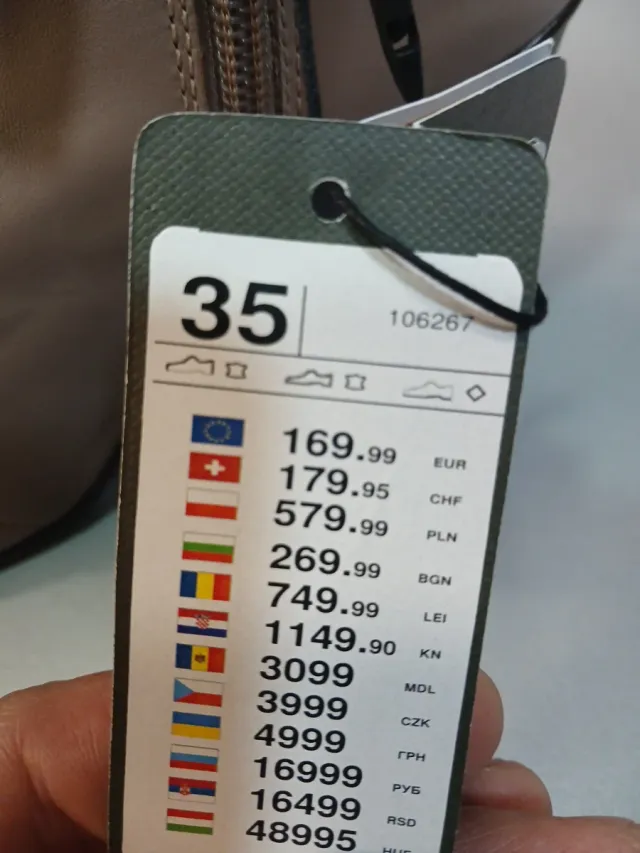 35
106267
169.99 EUR
179.95 CHF
579.99 PLN
269.99 BGN
749.99 LEI
1149.90 KN
3099 MDL
3999 CZK
4999 ГРН
16999 РУБ
16499 RSD
48995 HUF